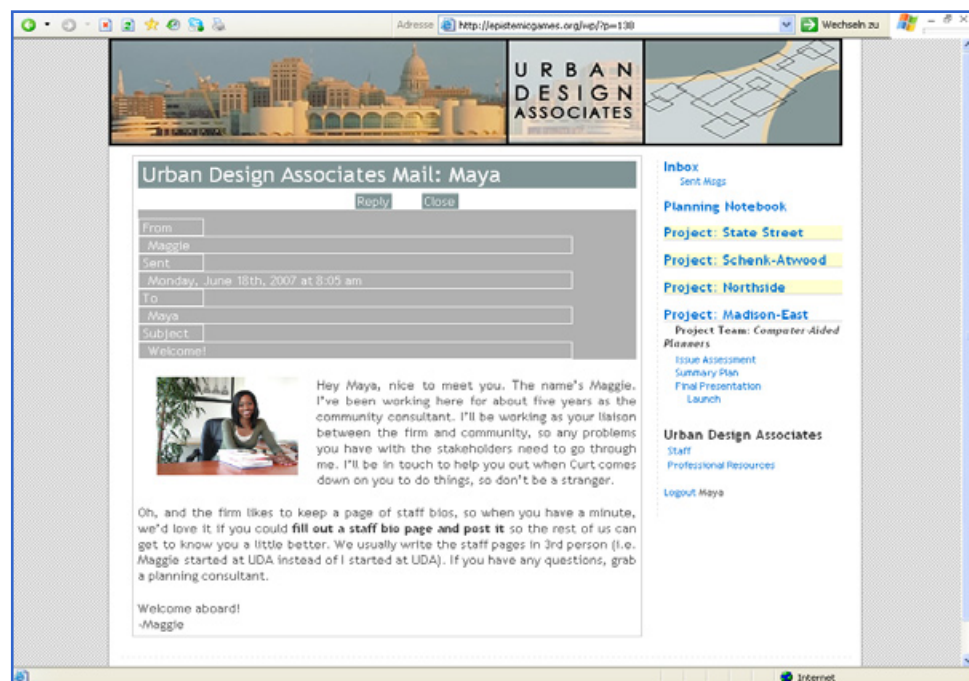 Adresse http://epistemicgames.org/wp/?p=138 Wechseln zu
URBAN
DESIGN
ASSOCIATES
Urban Design Associates Mail: Maya
Reply Close
From
Maggie
Sent
Monday, June 18th, 2007 at 8:05 am
To
Maya
Subject
Welcome!
Hey Maya, nice to meet you. The name's Maggie.
I've been working here for about five years as the
community consultant. I'll be working as your liaison
between the firm and community, so any problems
you have with the stakeholders need to go through
me. I'll be in touch to help you out when Curt comes
down on you to do things, so don't be a stranger.
Oh, and the firm likes to keep a page of staff bios, so when you have a minute,
we'd love it if you could fill out a staff bio page and post it so the rest of us can
get to know you a little better. We usually write the staff pages in 3rd person (i.e.
Maggie started at UDA instead of I started at UDA). If you have any questions, grab
a planning consultant.
Welcome aboard!
-Maggie
Inbox
Sent Msgs
Planning Notebook
Project: State Street
Project: Schenk-Atwood
Project: Northside
Project: Madison-East
Project Team: Computer-Aided
Planners
Issue Assessment
Summary Plan
Final Presentation
Launch
Urban Design Associates
Staff
Professional Resources
Logout Maya
Internet